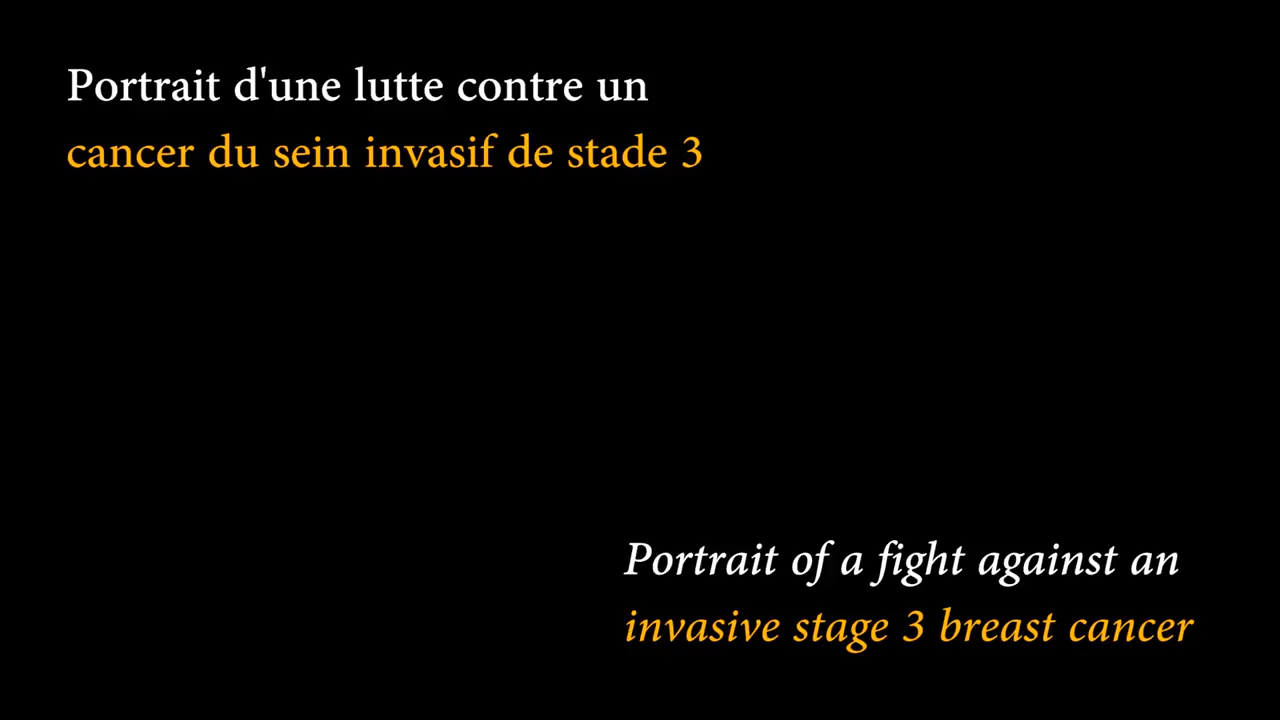 Portrait d'une lutte contre un
cancer du sein invasif de stade 3
Portrait of a fight against an
invasive stage 3 breast cancer